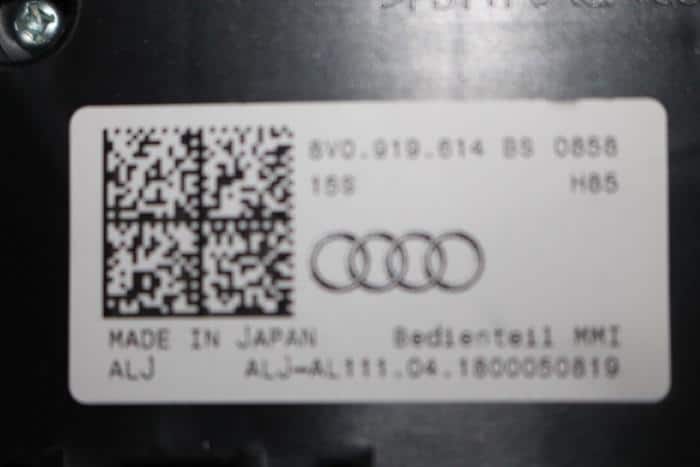 8V0.919.614 BS 0858
15S H85
MADE IN JAPAN Bedienteil MMI
ALJ ALJ-AL111.04.1800050819